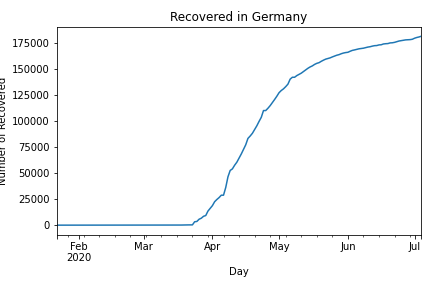 Recovered in Germany
Number of Recovered
175000
150000
125000
100000
75000
50000
25000
0
Feb Mar Apr May Jun Jul
2020
Day